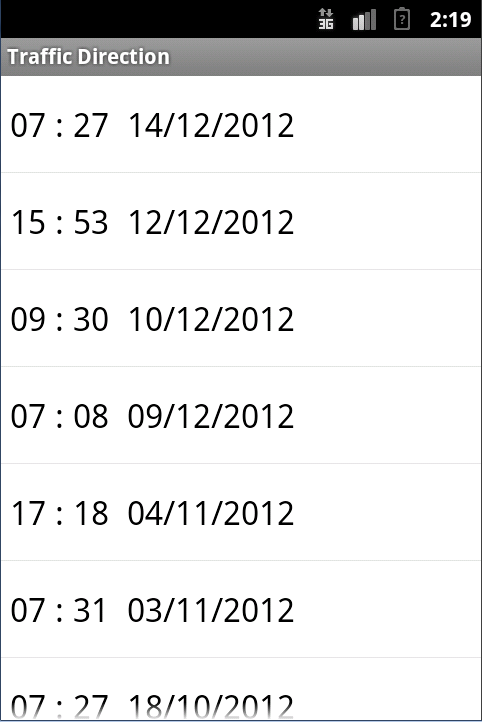 3G 2:19
Traffic Direction
07 : 27 14/12/2012
15 : 53 12/12/2012
09 : 30 10/12/2012
07 : 08 09/12/2012
17 : 18 04/11/2012
07 : 31 03/11/2012
07 : 27 18/10/2012